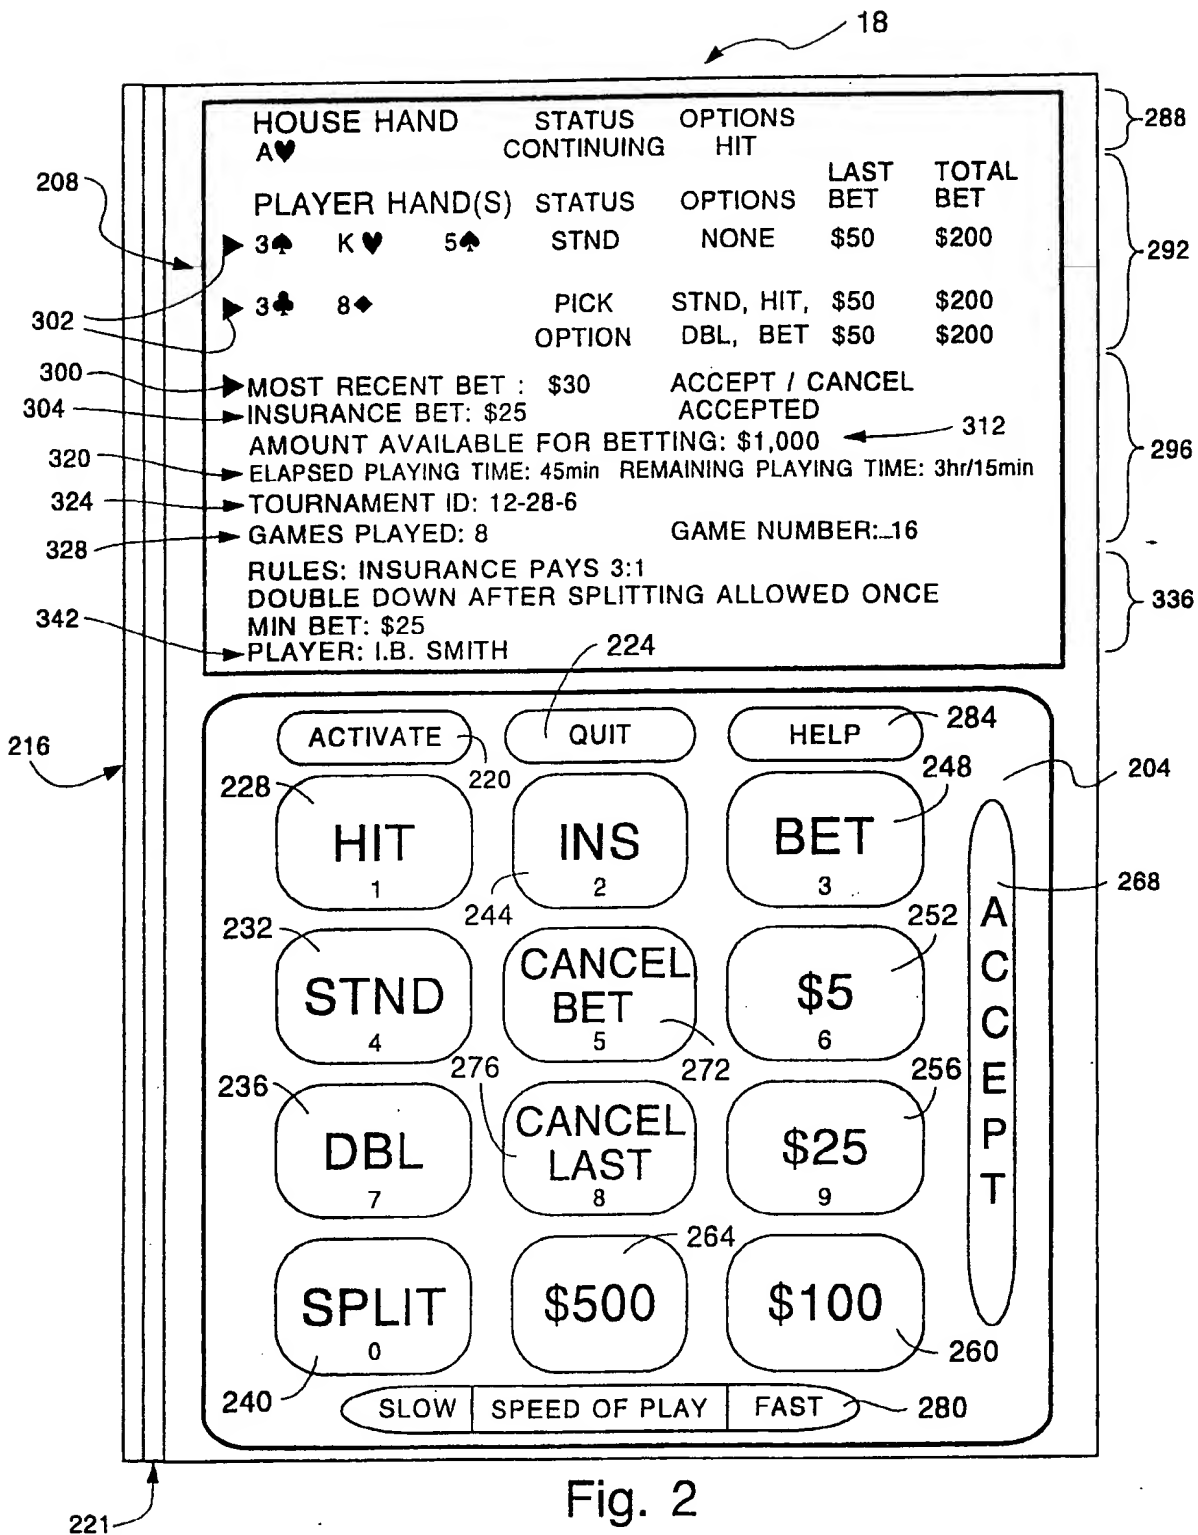 18
HOUSE HAND STATUS OPTIONS
A♥ CONTINUING HIT
288
LAST TOTAL
PLAYER HAND(S) STATUS OPTIONS BET BET
208
3♠ K♥ 5♠ STND NONE $50 $200
292
3♣ 8♦ PICK STND, HIT, $50 $200
302
OPTION DBL, BET $50 $200
300
MOST RECENT BET : $30 ACCEPT / CANCEL
304
INSURANCE BET: $25 ACCEPTED
AMOUNT AVAILABLE FOR BETTING: $1,000
312
296
320
ELAPSED PLAYING TIME: 45min REMAINING PLAYING TIME: 3hr/15min
324
TOURNAMENT ID: 12-28-6
328
GAMES PLAYED: 8 GAME NUMBER: 16
RULES: INSURANCE PAYS 3:1
DOUBLE DOWN AFTER SPLITTING ALLOWED ONCE
336
342
MIN BET: $25
PLAYER: I.B. SMITH
224
ACTIVATE QUIT HELP
284
216
220
228
248
204
HIT INS BET
1 2 3
268
244
232
252
ACCEPT
STND CANCEL BET $5
4 5 6
276
272
256
236
DBL CANCEL LAST $25
7 8 9
264
SPLIT $500 $100
0
260
240
SLOW SPEED OF PLAY FAST
280
Fig. 2
221